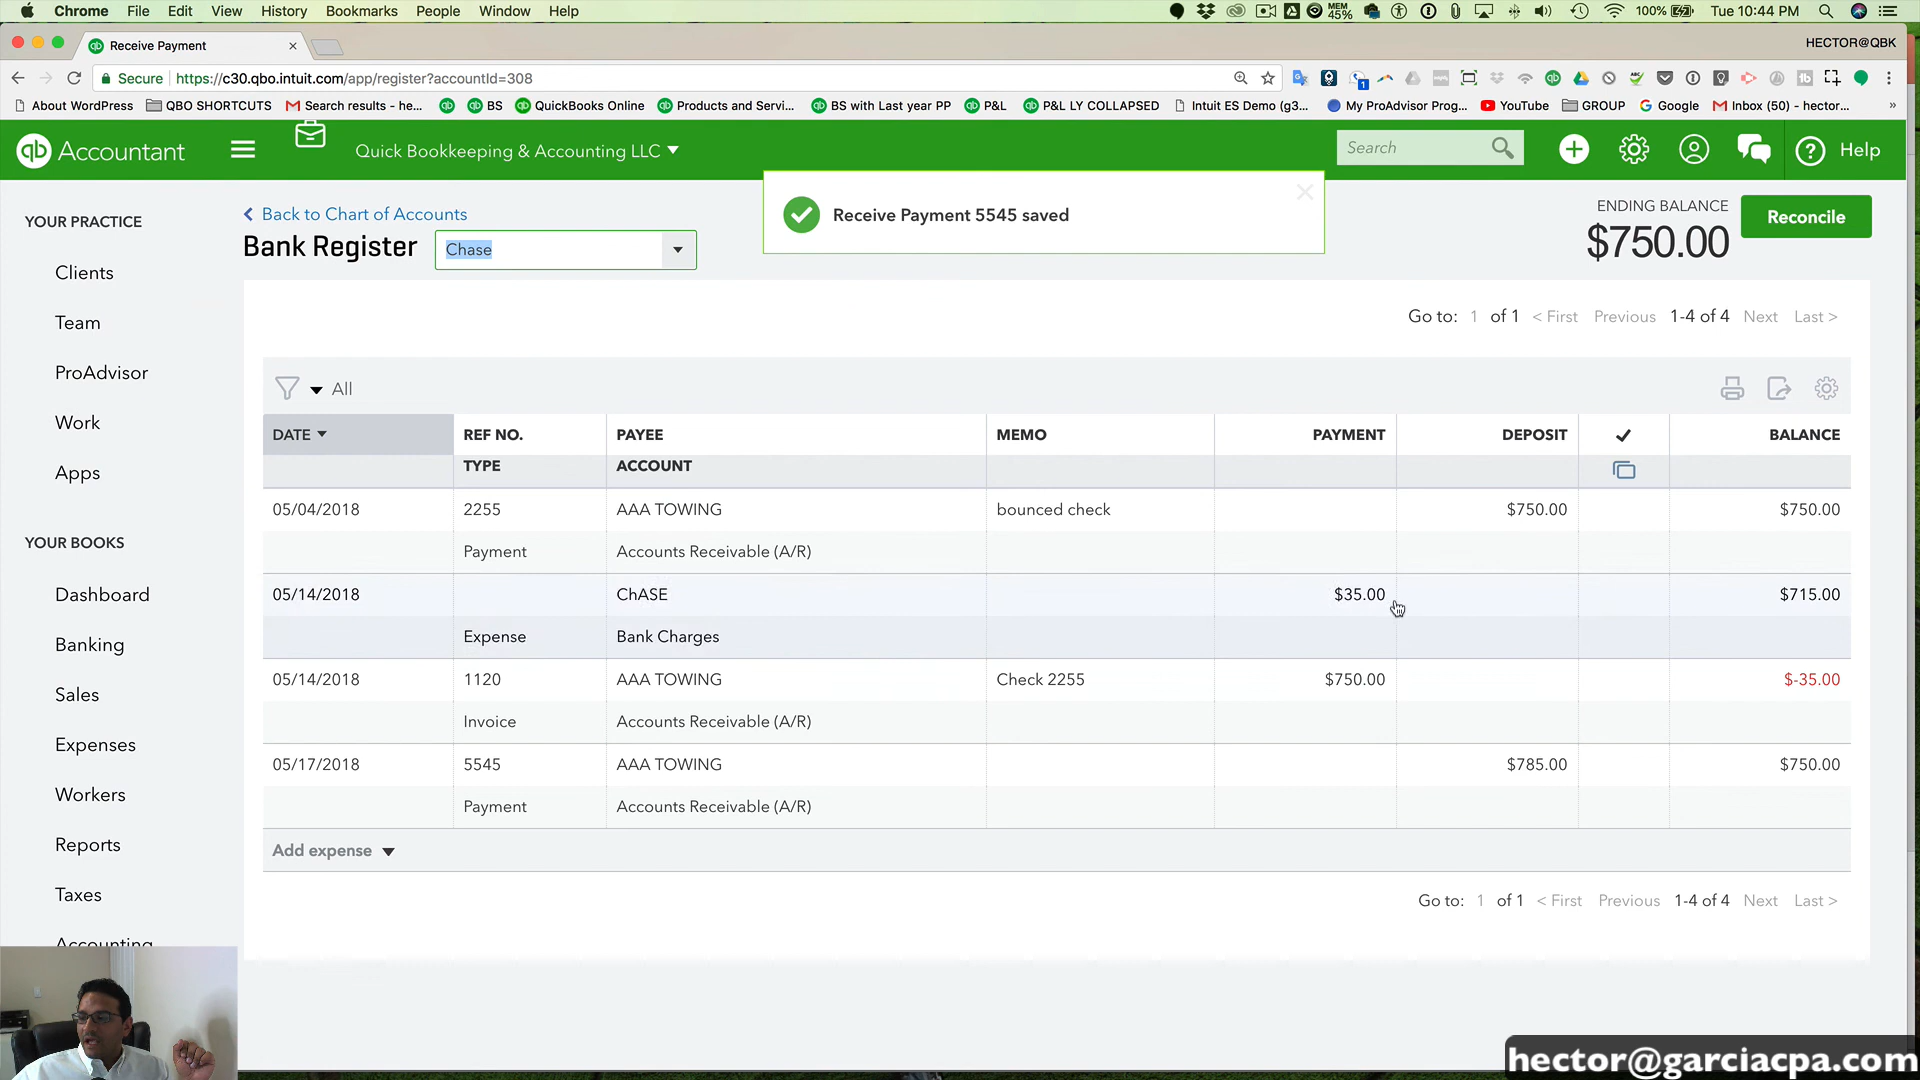 Chrome File Edit View History Bookmarks People Window Help MEM 45% 100% Tue 10:44 PM
Receive Payment HECTOR@QBK
Secure https://c30.qbo.intuit.com/app/register?accountId=308
About WordPress QBO SHORTCUTS Search results - he... BS QuickBooks Online Products and Servi... BS with Last year PP P&L P&L LY COLLAPSED Intuit ES Demo (g3... My ProAdvisor Prog... YouTube GROUP Google Inbox (50) - hector... »
qb Accountant Quick Bookkeeping & Accounting LLC Search Help
YOUR PRACTICE
Clients
Team
ProAdvisor
Work
Apps
YOUR BOOKS
Dashboard
Banking
Sales
Expenses
Workers
Reports
Taxes
Accounting
Back to Chart of Accounts
Bank Register Chase
Receive Payment 5545 saved
ENDING BALANCE
$750.00
Reconcile
Go to: 1 of 1 < First Previous 1-4 of 4 Next Last >
All
DATE REF NO. PAYEE MEMO PAYMENT DEPOSIT ✓ BALANCE
TYPE ACCOUNT
05/04/2018 2255 AAA TOWING bounced check $750.00 $750.00
Payment Accounts Receivable (A/R)
05/14/2018 ChASE $35.00 $715.00
Expense Bank Charges
05/14/2018 1120 AAA TOWING Check 2255 $750.00 $-35.00
Invoice Accounts Receivable (A/R)
05/17/2018 5545 AAA TOWING $785.00 $750.00
Payment Accounts Receivable (A/R)
Add expense
Go to: 1 of 1 < First Previous 1-4 of 4 Next Last >
hector@garciacpa.com